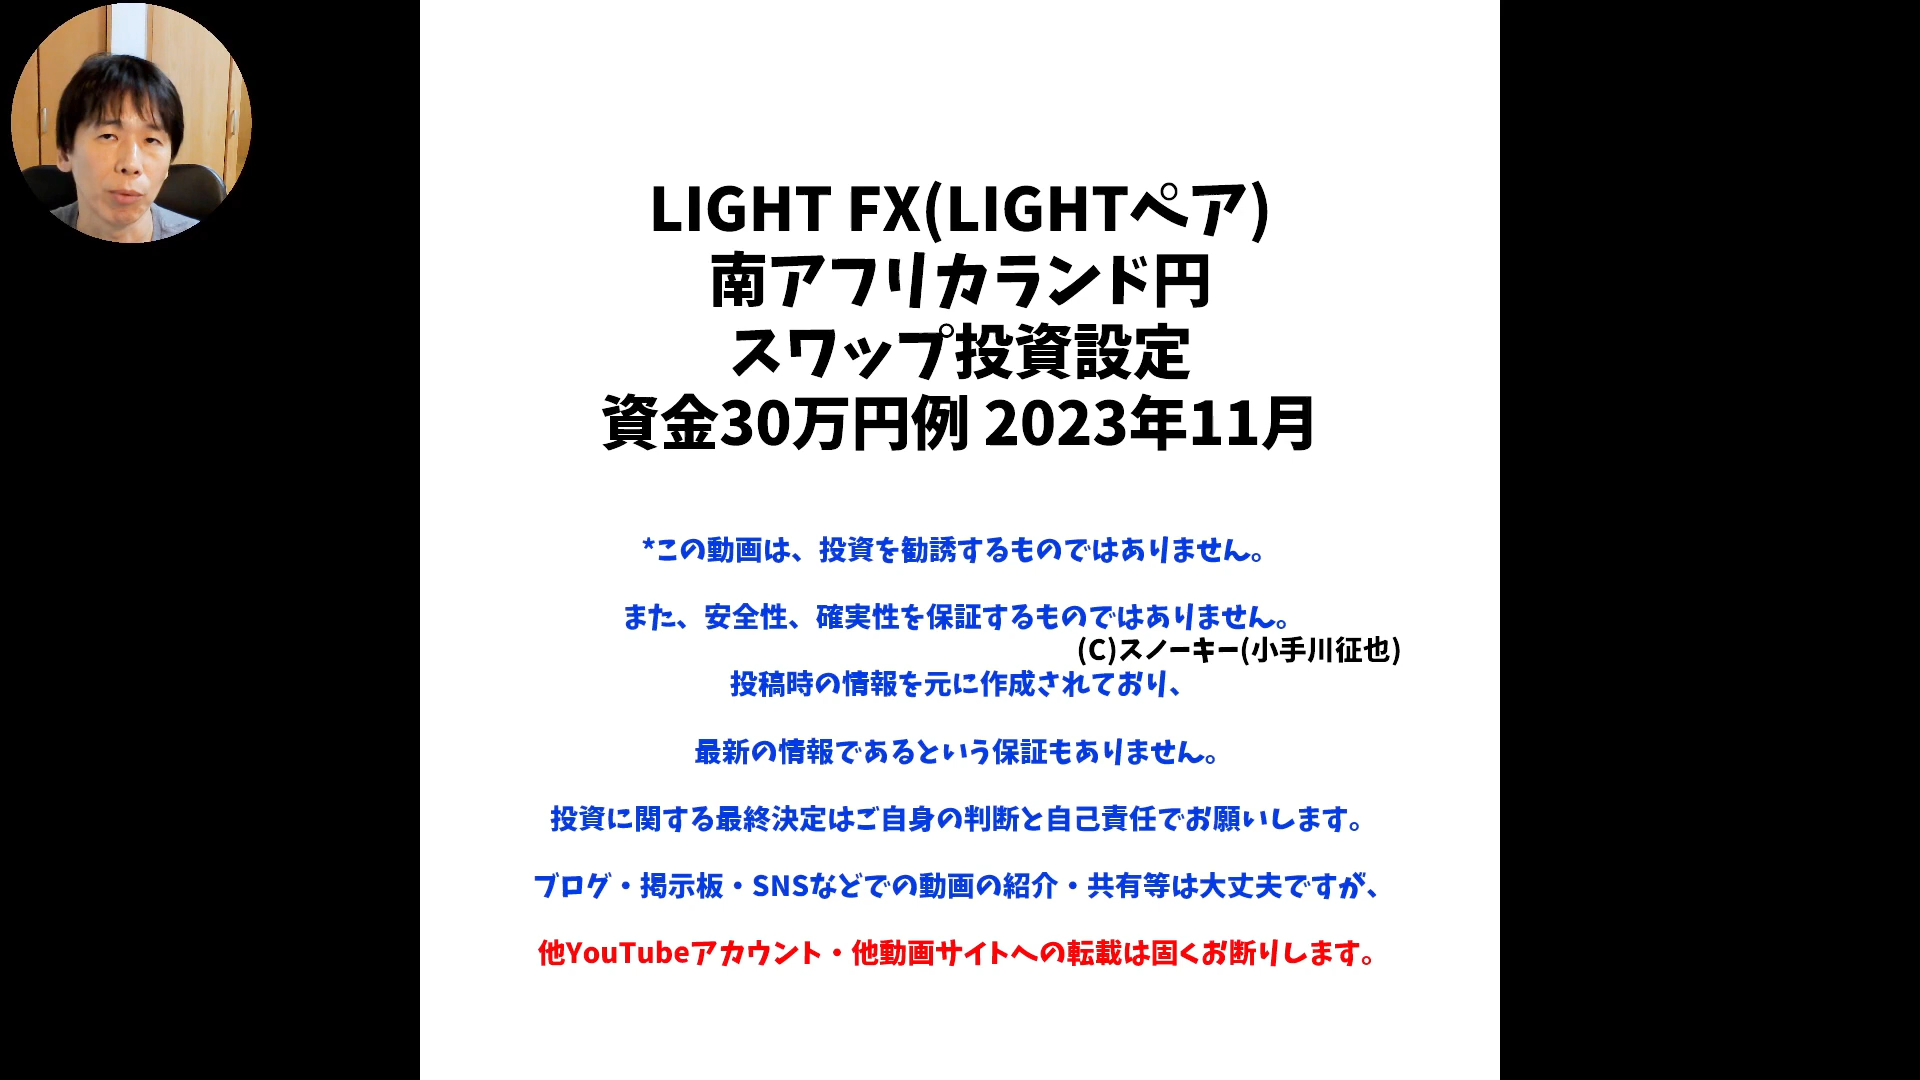 LIGHT FX(LIGHTペア)
南アフリカランド円
スワップ投資設定
資金30万円例 2023年11月
*この動画は、投資を勧誘するものではありません。
また、安全性、確実性を保証するものではありません。
(C)スノーキー(小手川征也)
投稿時の情報を元に作成されており、
最新の情報であるという保証もありません。
投資に関する最終決定はご自身の判断と自己責任でお願いします。
ブログ・掲示板・SNSなどでの動画の紹介・共有等は大丈夫ですが、
他YouTubeアカウント・他動画サイトへの転載は固くお断りします。